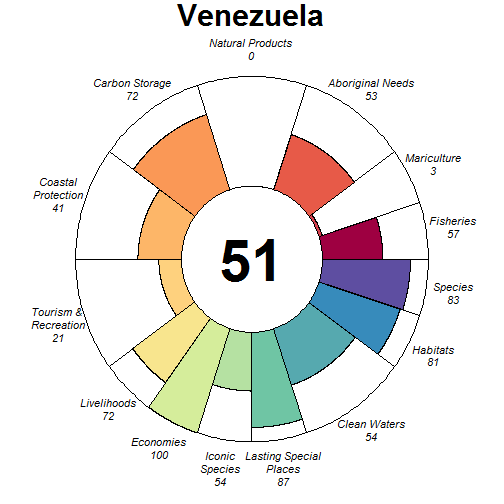 Venezuela
Natural Products
0
Carbon Storage
72
Aboriginal Needs
53
Mariculture
3
Coastal
Protection
41
Fisheries
57
51
Species
83
Tourism &
Recreation
21
Habitats
81
Livelihoods
72
Clean Waters
54
Economies
100
Iconic
Species
54
Lasting Special
Places
87